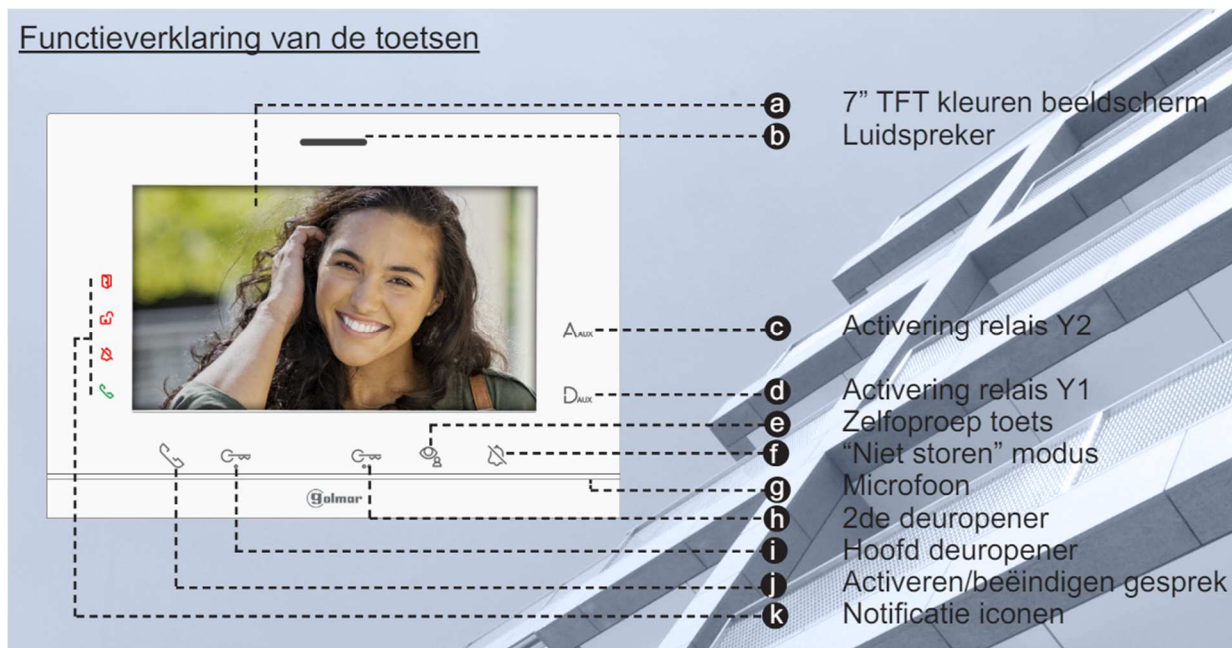 Functieverklaring van de toetsen
a 7” TFT kleuren beeldscherm
b Luidspreker
AAUX
c Activering relais Y2
DAUX
d Activering relais Y1
e Zelfoproep toets
f “Niet storen” modus
g Microfoon
golmar
h 2de deuropener
i Hoofd deuropener
j Activeren/beëindigen gesprek
k Notificatie iconen